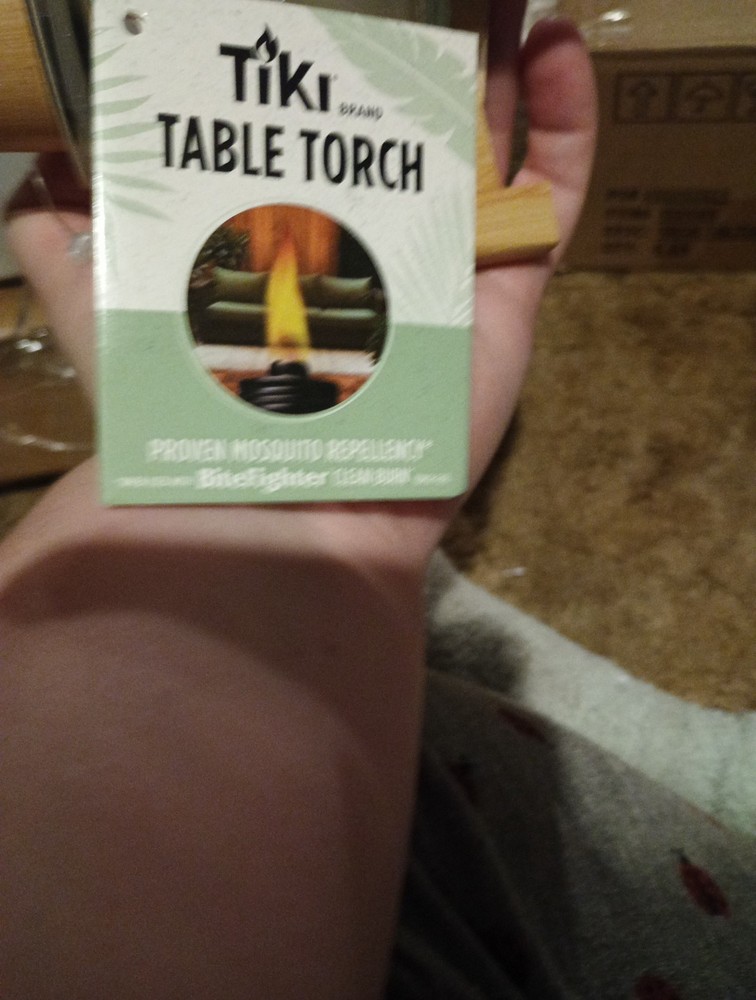 TiKi BRAND
TABLE TORCH
PROVEN MOSQUITO REPELLENCY*
BiteFighter CLEAN BURN